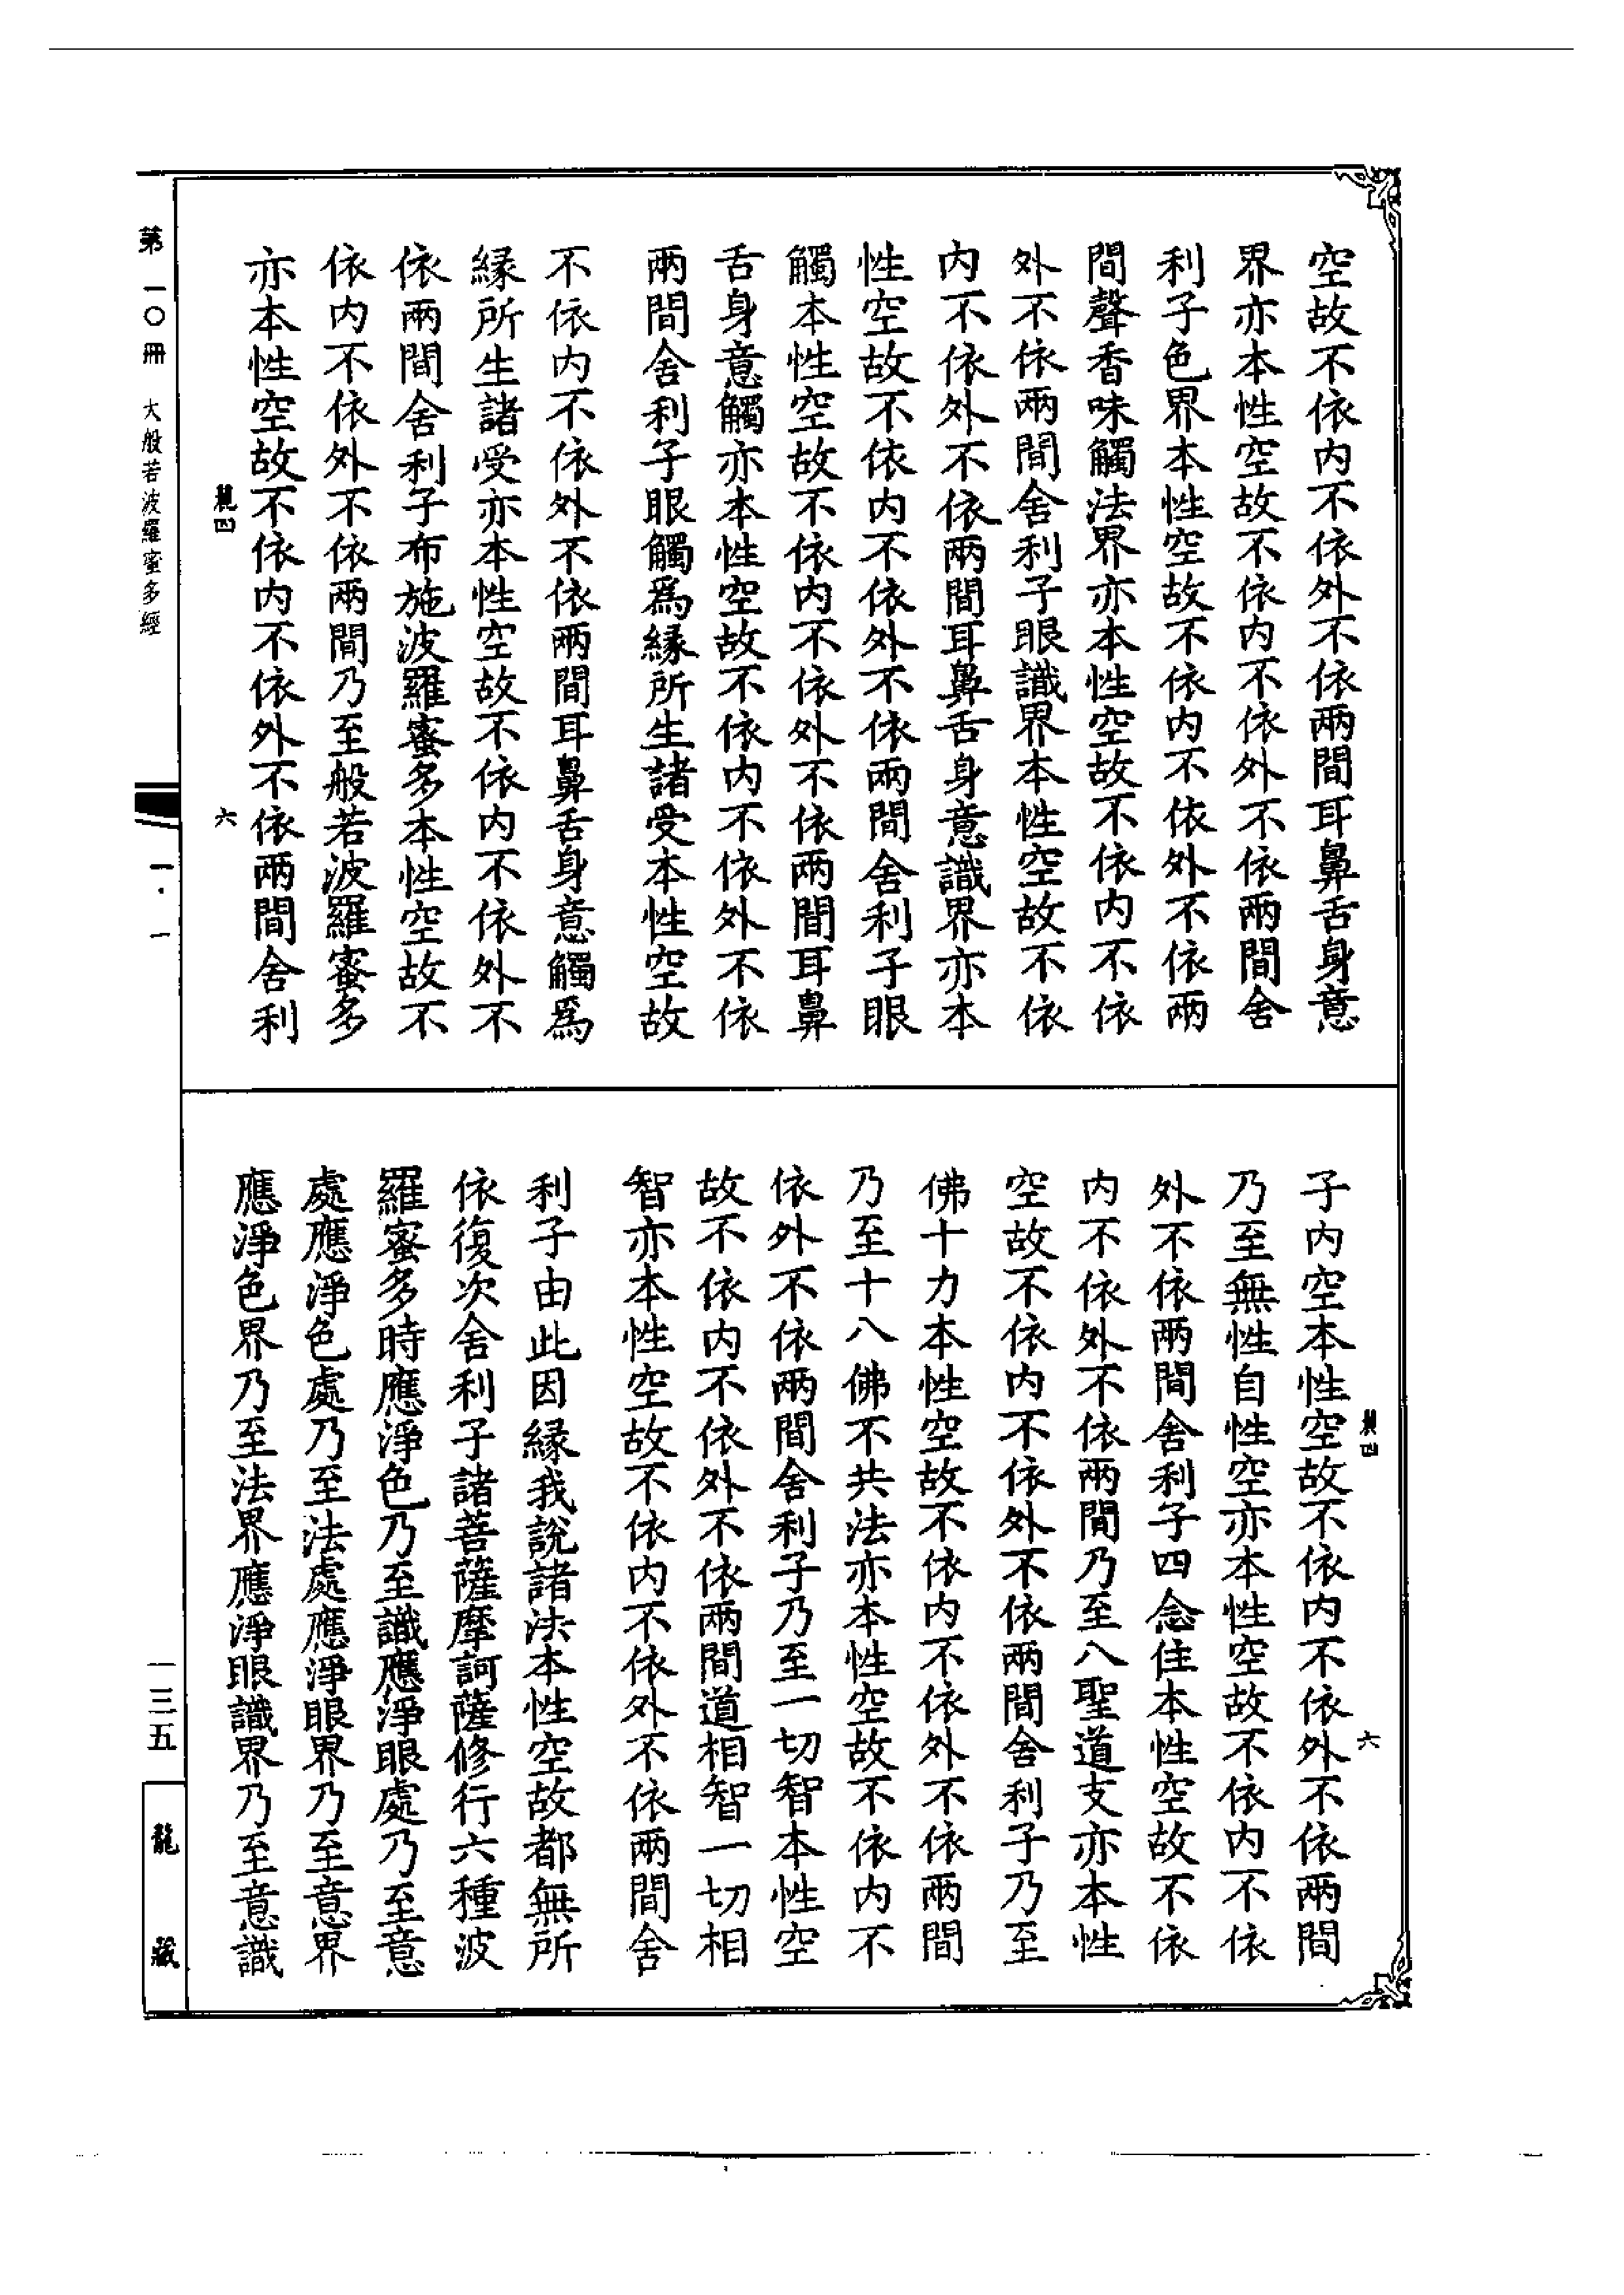 空故不依内不依外不依兩間耳鼻舌身意
界亦本性空故不依内不依外不依兩間舍
利子色界本性空故不依内不依外不依兩
間聲香味觸法界亦本性空故不依内不依
外不依兩間舍利子眼識界本性空故不依
内不依外不依兩間耳鼻舌身意識界亦本
性空故不依内不依外不依兩間舍利子眼
觸本性空故不依内不依外不依兩間耳鼻
舌身意觸亦本性空故不依内不依外不依
兩間舍利子眼觸爲緣所生諸受本性空故
不依内不依外不依兩間耳鼻舌身意觸爲
緣所生諸受亦本性空故不依内不依外不
依兩間舍利子布施波羅蜜多本性空故不
依内不依外不依兩間乃至般若波羅蜜多
亦本性空故不依内不依外不依兩間舍利
四 六
子内空本性空故不依内不依外不依兩間
乃至無性自性空亦本性空故不依内不依
外不依兩間舍利子四念住本性空故不依
内不依外不依兩間乃至八聖道支亦本性
空故不依内不依外不依兩間舍利子乃至
佛十力本性空故不依内不依外不依兩間
乃至十八佛不共法亦本性空故不依内不
依外不依兩間舍利子乃至一切智本性空
故不依内不依外不依兩間道相智一切相
智亦本性空故不依内不依外不依兩間舍
利子由此因緣我說諸法本性空故都無所
依復次舍利子諸菩薩摩訶薩修行六種波
羅蜜多時應淨色乃至識應淨眼處乃至意
處應淨色處乃至法處應淨眼界乃至意界
應淨色界乃至法界應淨眼識界乃至意識
四 六
第一〇冊 大般若波羅蜜多經 一·一 一三五 龍藏